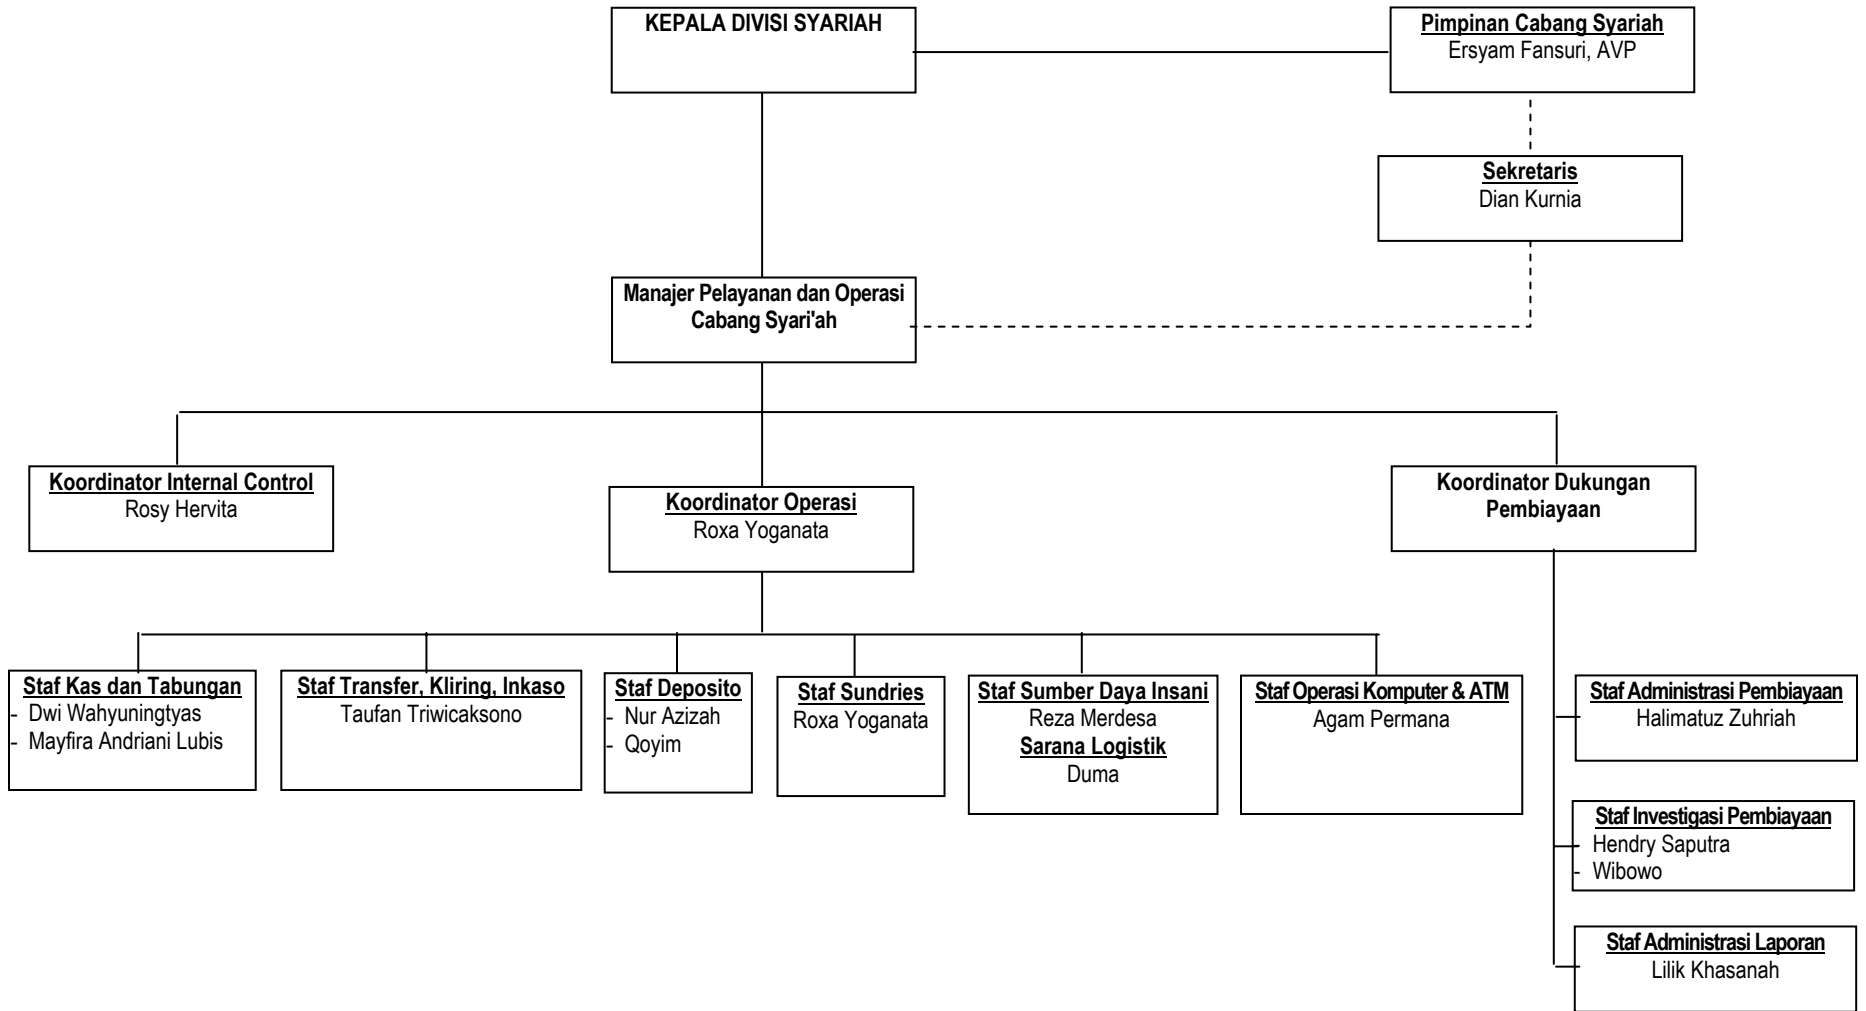 KEPALA DIVISI SYARIAH
Pimpinan Cabang Syariah
Ersyam Fansuri, AVP
Sekretaris
Dian Kurnia
Manajer Pelayanan dan Operasi
Cabang Syari'ah
Koordinator Internal Control
Rosy Hervita
Koordinator Operasi
Roxa Yoganata
Koordinator Dukungan
Pembiayaan
Staf Kas dan Tabungan
- Dwi Wahyuningtyas
- Mayfira Andriani Lubis
Staf Transfer, Kliring, Inkaso
Taufan Triwicaksono
Staf Deposito
- Nur Azizah
- Qoyim
Staf Sundries
Roxa Yoganata
Staf Sumber Daya Insani
Reza Merdesa
Sarana Logistik
Duma
Staf Operasi Komputer & ATM
Agam Permana
Staf Administrasi Pembiayaan
Halimatuz Zuhriah
Staf Investigasi Pembiayaan
- Hendry Saputra
- Wibowo
Staf Administrasi Laporan
Lilik Khasanah